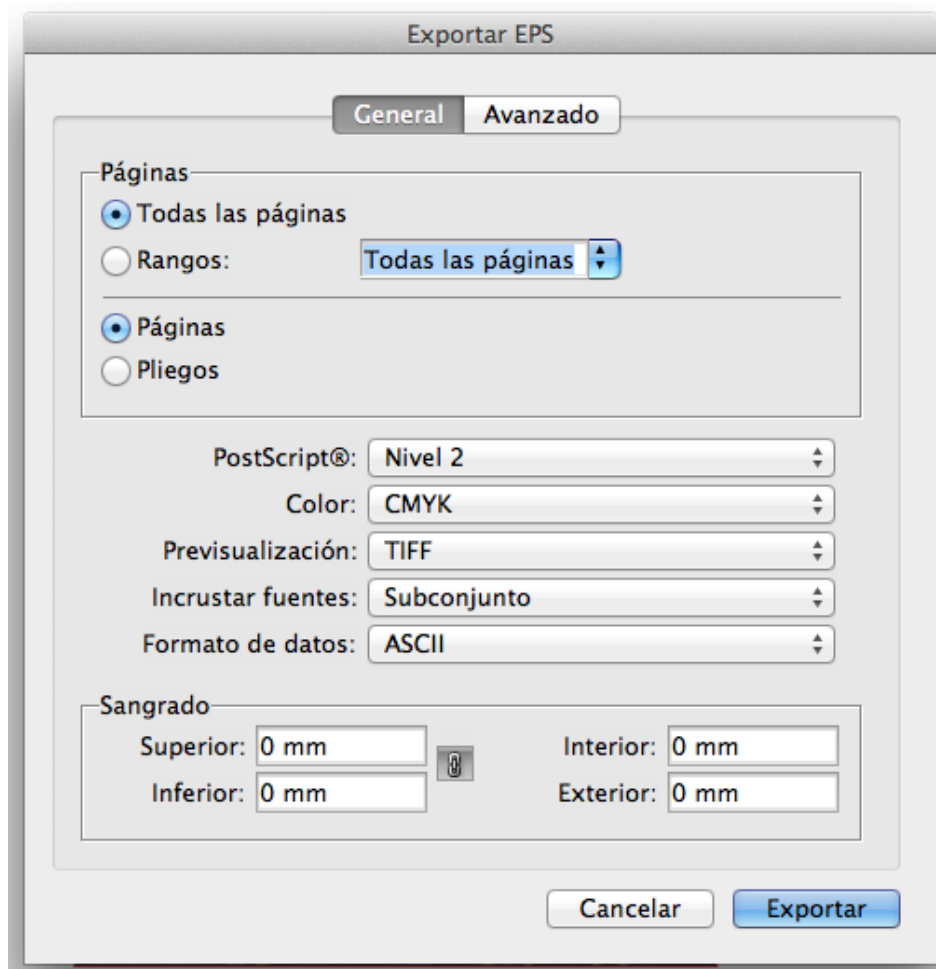 Exportar EPS
General Avanzado
Páginas
Todas las páginas
Rangos: Todas las páginas
Páginas
Pliegos
PostScript®: Nivel 2
Color: CMYK
Previsualización: TIFF
Incrustar fuentes: Subconjunto
Formato de datos: ASCII
Sangrado
Superior: 0 mm Interior: 0 mm
Inferior: 0 mm Exterior: 0 mm
Cancelar Exportar